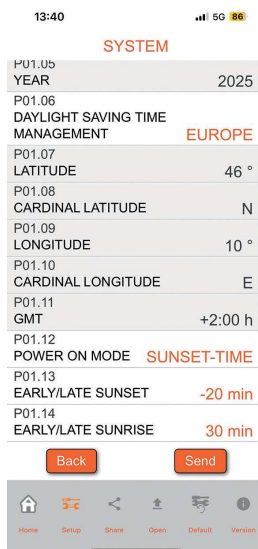 13:40
5G 86
SYSTEM
P01.05
YEAR 2025
P01.06
DAYLIGHT SAVING TIME
MANAGEMENT EUROPE
P01.07
LATITUDE 46 °
P01.08
CARDINAL LATITUDE N
P01.09
LONGITUDE 10 °
P01.10
CARDINAL LONGITUDE E
P01.11
GMT +2:00 h
P01.12
POWER ON MODE SUNSET-TIME
P01.13
EARLY/LATE SUNSET -20 min
P01.14
EARLY/LATE SUNRISE 30 min
Back Send
Home Setup Share Open Default Version